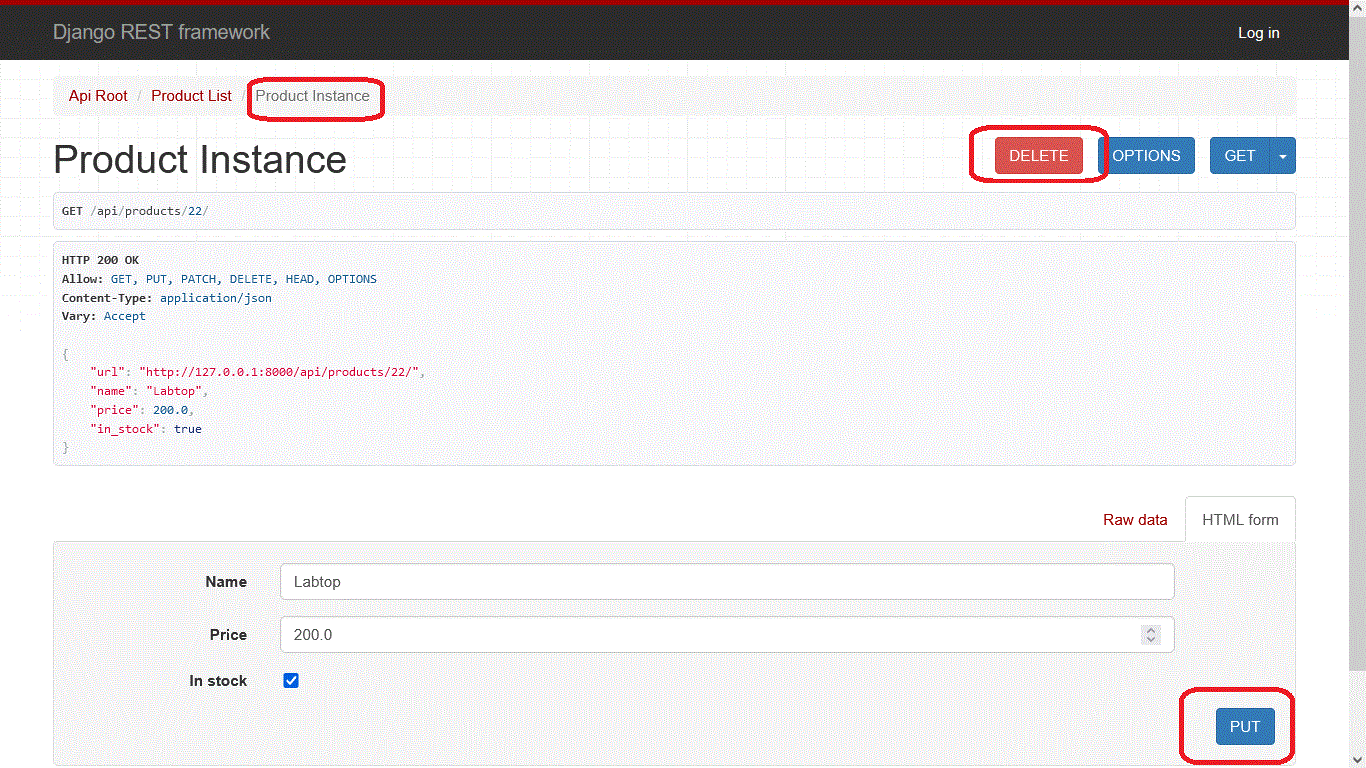 Django REST framework
Log in
Api Root / Product List / Product Instance
Product Instance
DELETE
OPTIONS
GET
GET /api/products/22/
HTTP 200 OK
Allow: GET, PUT, PATCH, DELETE, HEAD, OPTIONS
Content-Type: application/json
Vary: Accept
{
"url": "http://127.0.0.1:8000/api/products/22/",
"name": "Labtop",
"price": 200.0,
"in_stock": true
}
Raw data
HTML form
Name
Labtop
Price
200.0
In stock
PUT